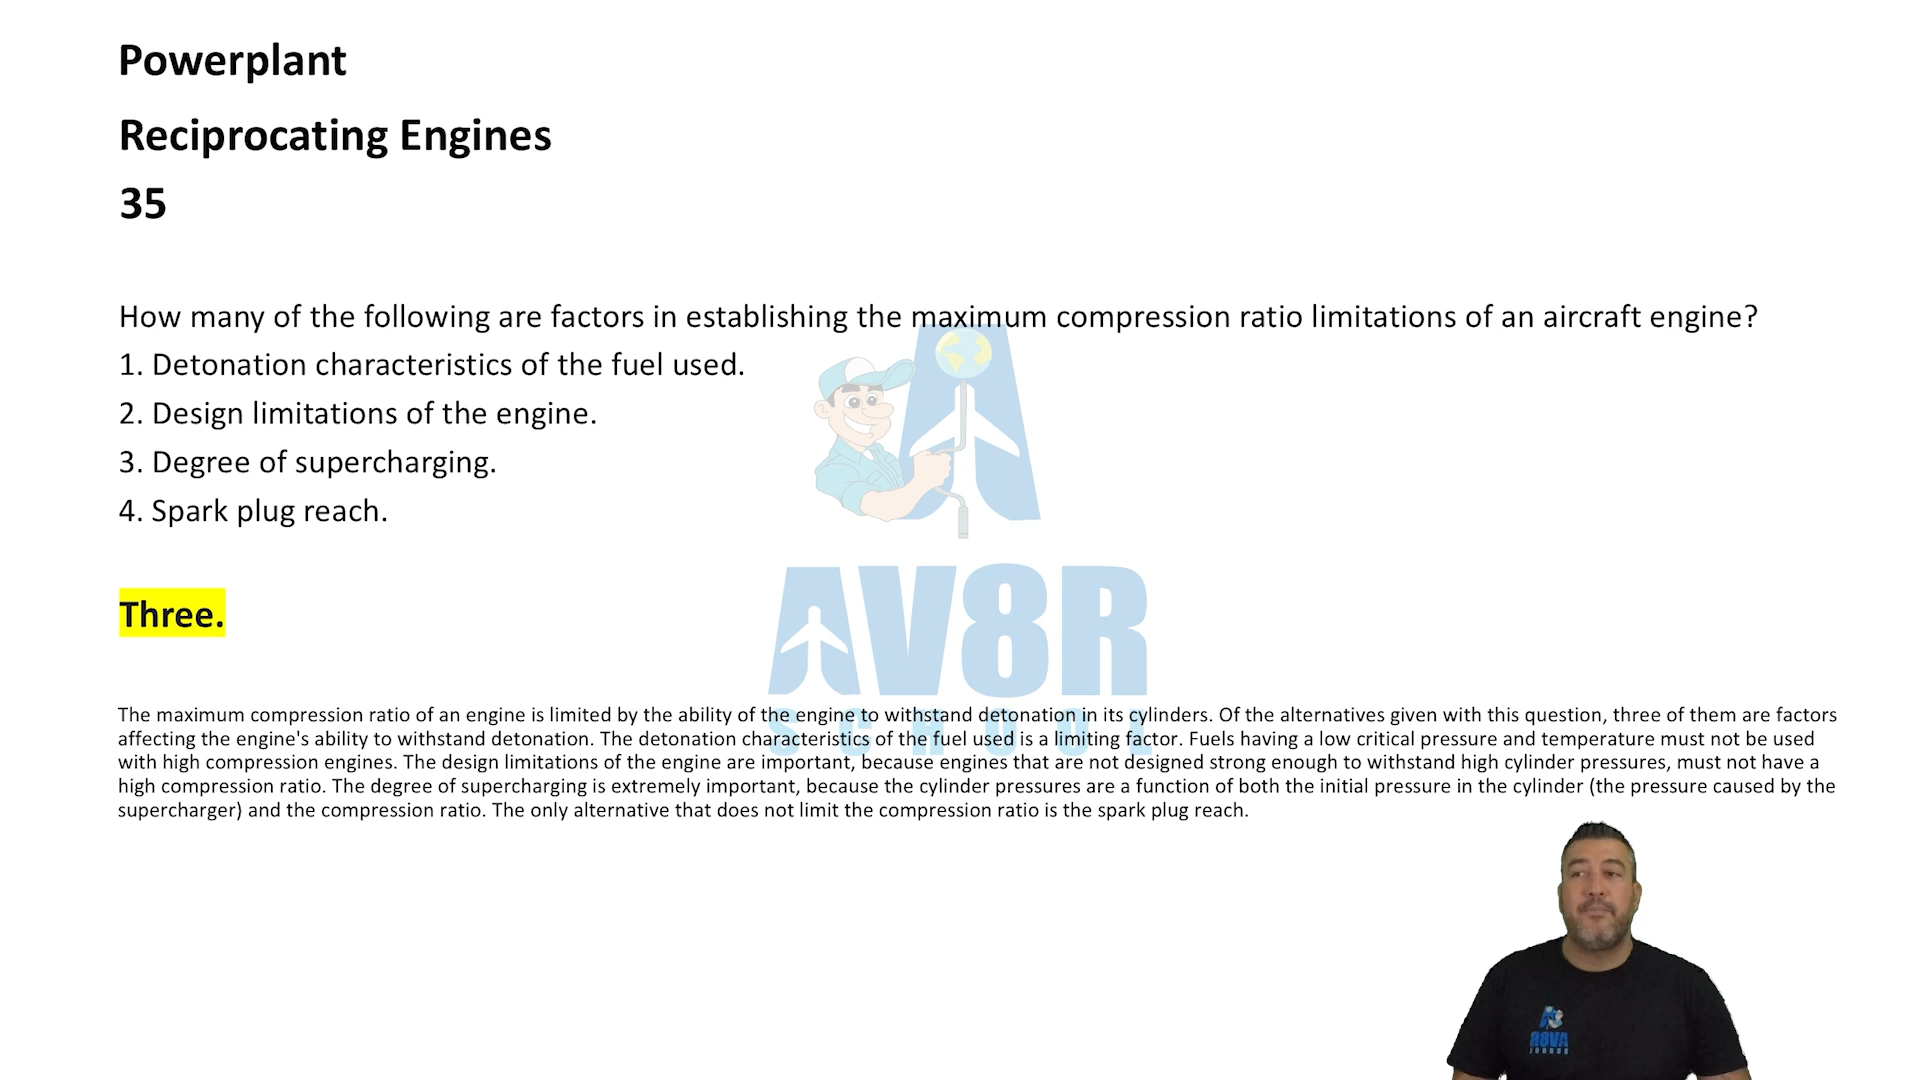 Powerplant
Reciprocating Engines
35
How many of the following are factors in establishing the maximum compression ratio limitations of an aircraft engine?
1. Detonation characteristics of the fuel used.
2. Design limitations of the engine.
3. Degree of supercharging.
4. Spark plug reach.
Three.
AV8R
SCHOOL
The maximum compression ratio of an engine is limited by the ability of the engine to withstand detonation in its cylinders. Of the alternatives given with this question, three of them are factors
affecting the engine's ability to withstand detonation. The detonation characteristics of the fuel used is a limiting factor. Fuels having a low critical pressure and temperature must not be used
with high compression engines. The design limitations of the engine are important, because engines that are not designed strong enough to withstand high cylinder pressures, must not have a
high compression ratio. The degree of supercharging is extremely important, because the cylinder pressures are a function of both the initial pressure in the cylinder (the pressure caused by the
supercharger) and the compression ratio. The only alternative that does not limit the compression ratio is the spark plug reach.